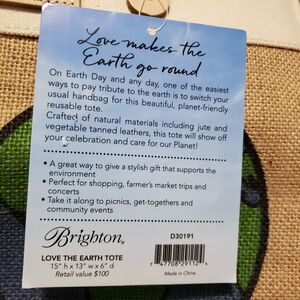 Love makes the
Earth go round
On Earth Day and any day, one of the easiest
ways to pay tribute to the earth is to switch your
usual handbag for this beautiful, planet-friendly
reusable tote.
Crafted of natural materials including jute and
vegetable tanned leathers, this tote will show off
your celebration and care for our Planet!
• A great way to give a stylish gift that supports the
environment
• Perfect for shopping, farmer's market trips and
concerts
• Take it along to picnics, get-togethers and
community events
Brighton®
D30191
LOVE THE EARTH TOTE
15" h x 13" w x 6" d
Retail value $100
7 47708 29112
Made in China